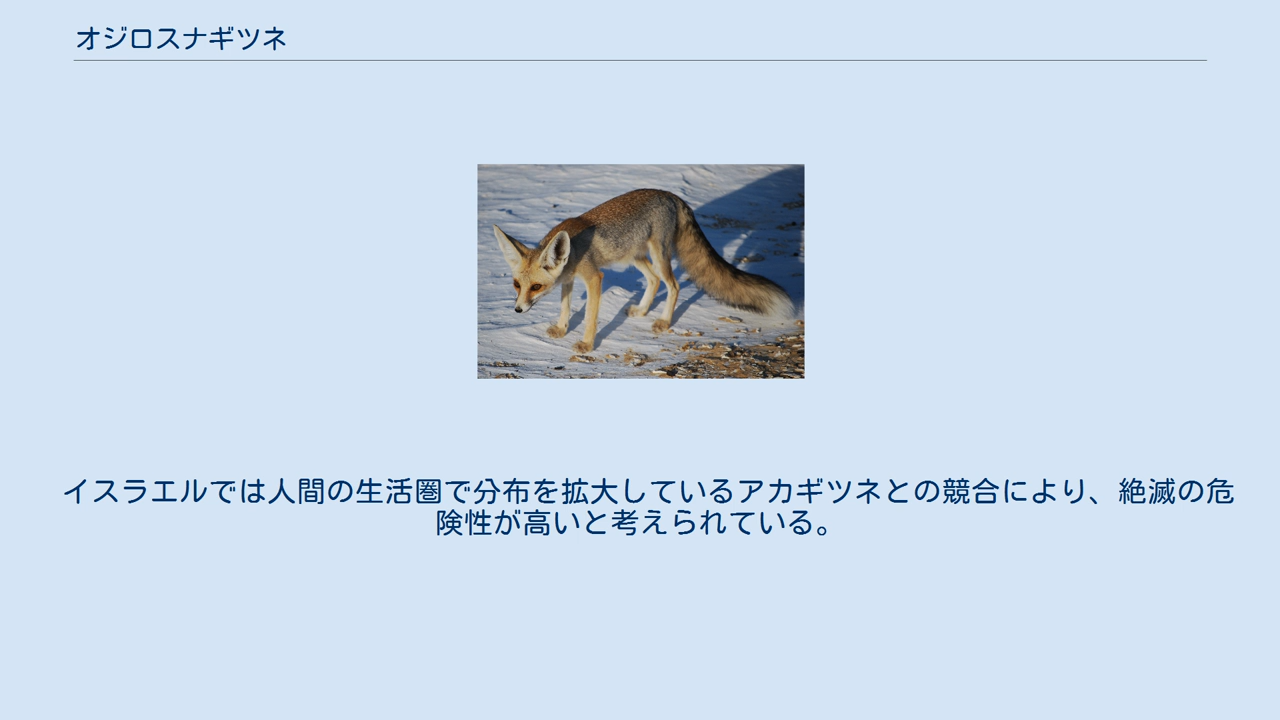 オジロスナギツネ
イスラエルでは人間の生活圏で分布を拡大しているアカギツネとの競合により、絶滅の危
険性が高いと考えられている。